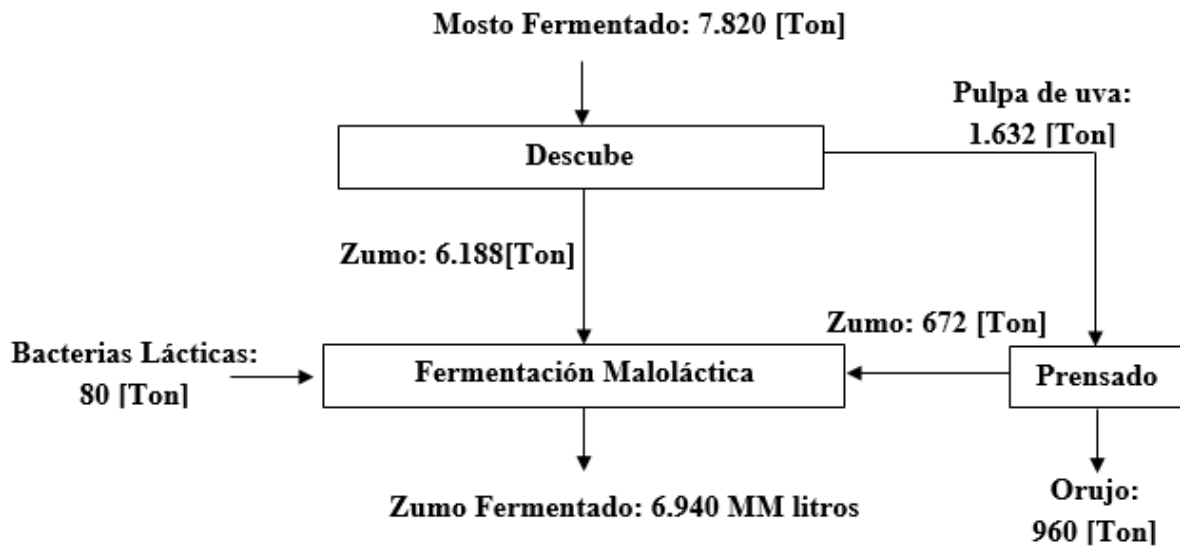 Mosto Fermentado: 7.820 [Ton]
Pulpa de uva:
1.632 [Ton]
Descube
Zumo: 6.188[Ton]
Zumo: 672 [Ton]
Bacterias Lácticas:
80 [Ton]
Fermentación Maloláctica
Prensado
Zumo Fermentado: 6.940 MM litros
Orujo:
960 [Ton]